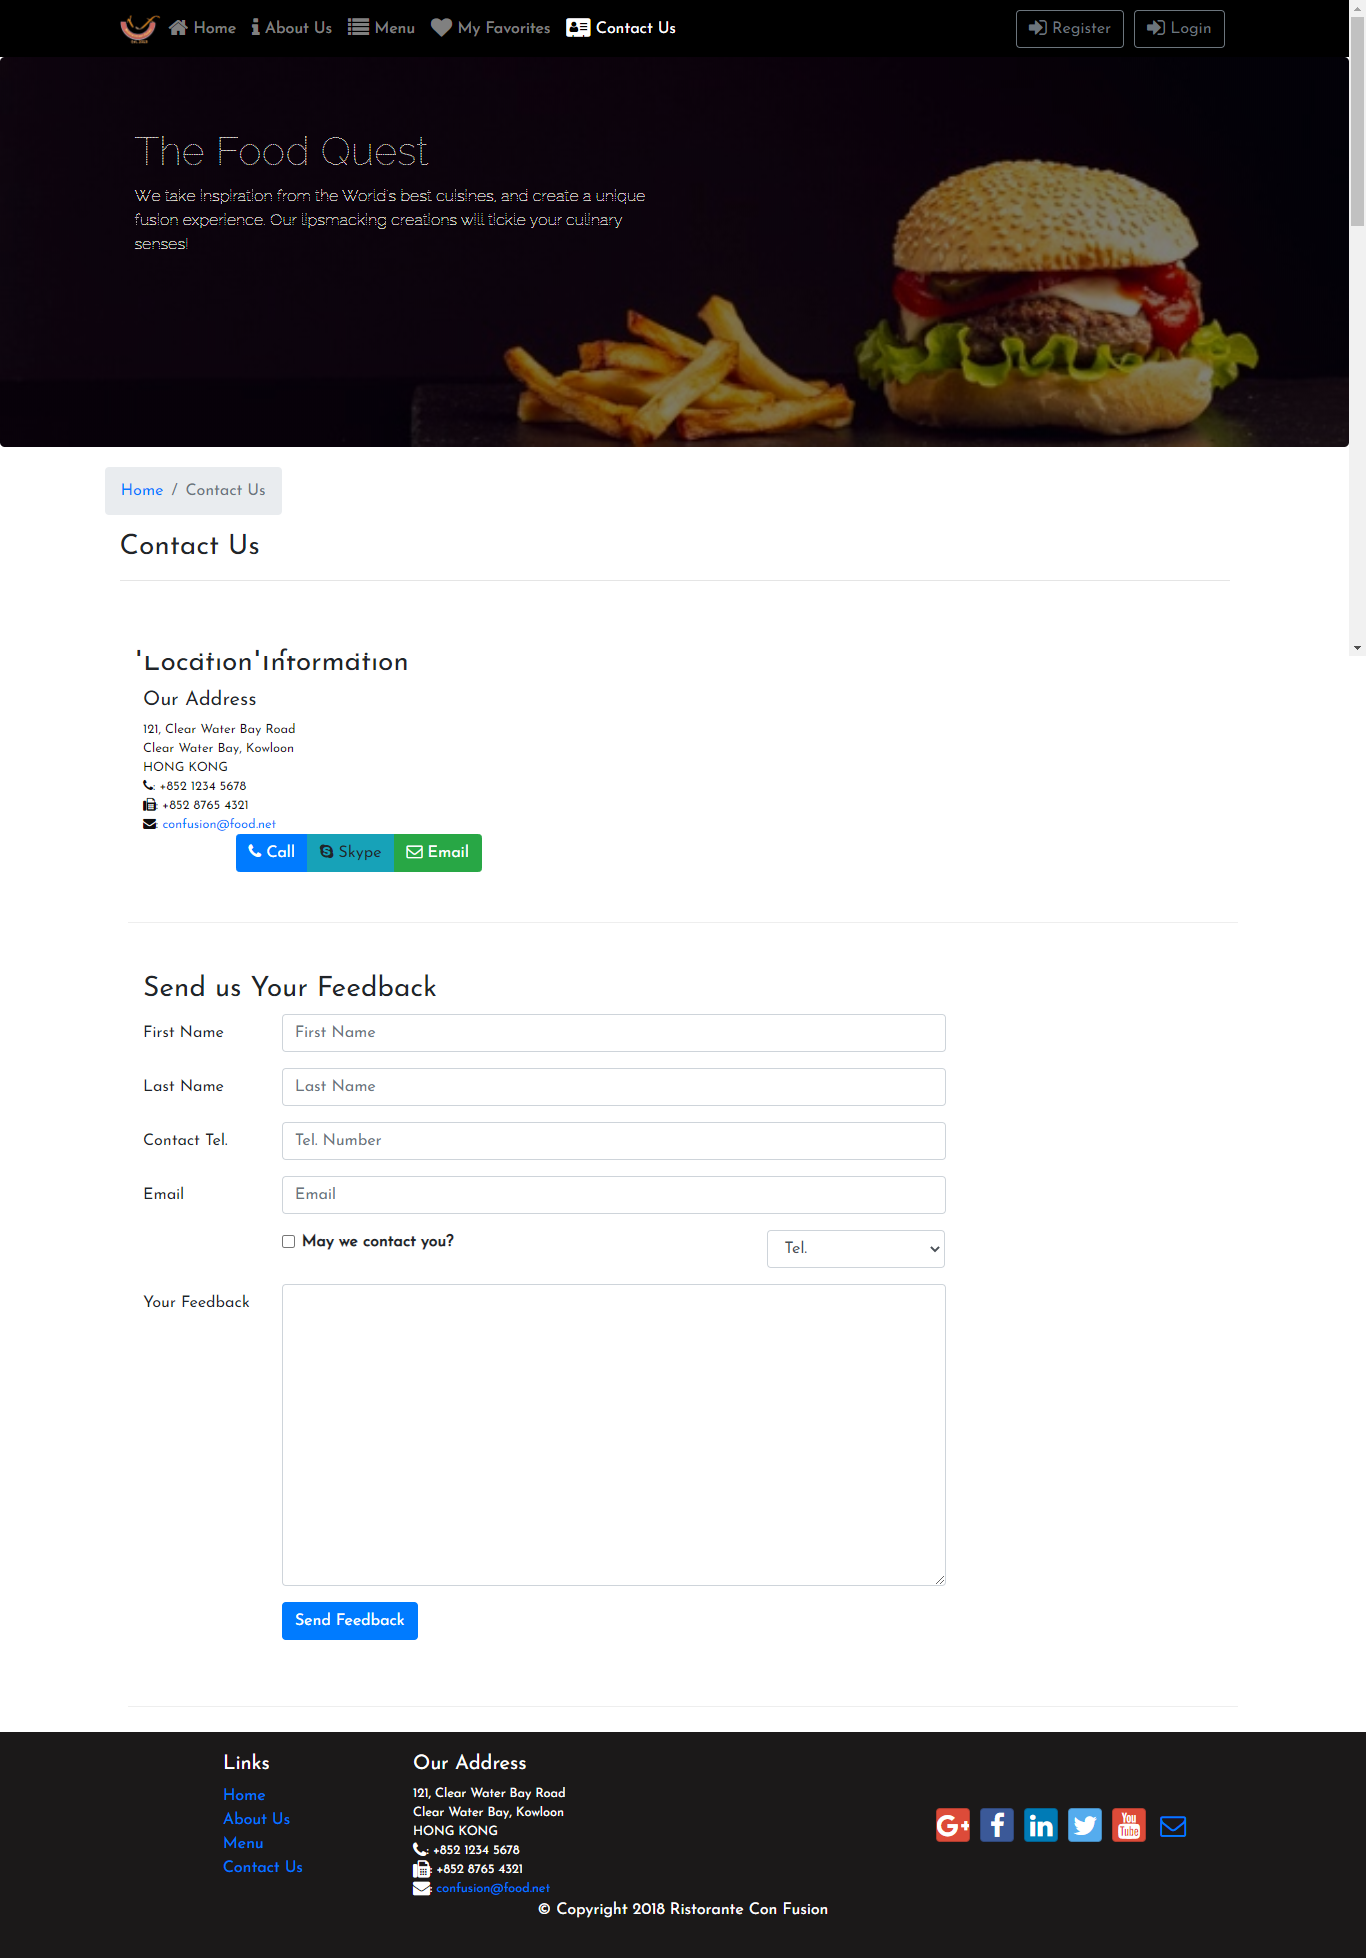 Home About Us Menu My Favorites Contact Us Register Login
The Food Quest
We take inspiration from the World's best cuisines, and create a unique
fusion experience. Our lipsmacking creations will tickle your culinary
senses!
Home / Contact Us
Contact Us
Location Information
Our Address
121, Clear Water Bay Road
Clear Water Bay, Kowloon
HONG KONG
: +852 1234 5678
: +852 8765 4321
: confusion@food.net
Call Skype Email
Send us Your Feedback
First Name First Name
Last Name Last Name
Contact Tel. Tel. Number
Email Email
May we contact you? Tel.
Your Feedback
Send Feedback
Links
Home
About Us
Menu
Contact Us
Our Address
121, Clear Water Bay Road
Clear Water Bay, Kowloon
HONG KONG
: +852 1234 5678
: +852 8765 4321
: confusion@food.net
G+ f in You Tube
© Copyright 2018 Ristorante Con Fusion